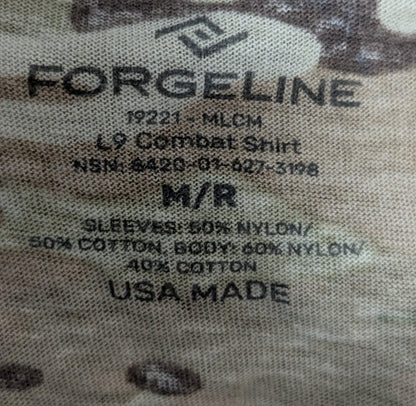 FORGELINE
19221 - MLCM
L9 Combat Shirt
NSN: 8420-01-627-3198
M/R
SLEEVES: 50% NYLON/
50% COTTON, BODY: 60% NYLON/
40% COTTON
USA MADE